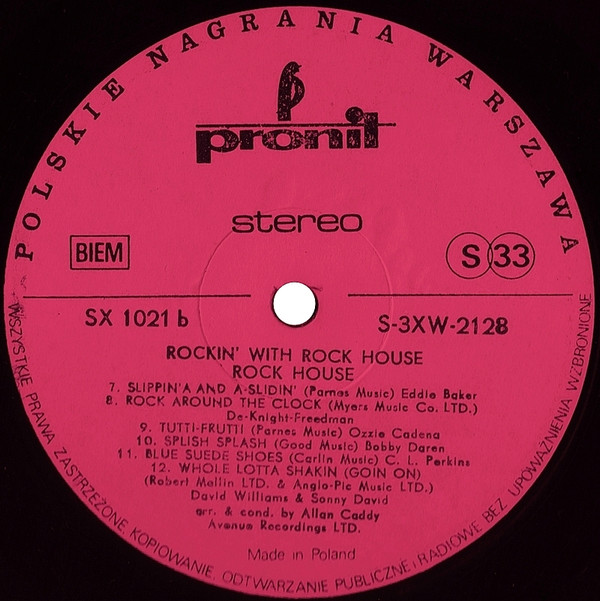 POLSKIE NAGRANIA WARSZAWA
pronit
stereo
BIEM
S 33
SX 1021 b
S-3XW-2128
ROCKIN' WITH ROCK HOUSE
ROCK HOUSE
7. SLIPPIN'A AND A-SLIDIN' (Parnes Music) Eddie Baker
8. ROCK AROUND THE CLOCK (Myers Music Co. LTD.)
De-Knight-Freedman
9. TUTTI-FRUTTI (Parnes Music) Ozzie Cadena
10. SPLISH SPLASH (Good Music) Bobby Daren
11. BLUE SUEDE SHOES (Carlin Music) C. L. Perkins
12. WHOLE LOTTA SHAKIN (GOIN ON)
(Robert Mellin LTD. & Anglo-Pic Music LTD.)
David Williams & Sonny David
arr. & cond. by Allan Caddy
Avenue Recordings LTD.
Made in Poland
WSZYSTKIE PRAWA ZASTRZEŻONE. KOPIOWANIE, ODTWARZANIE PUBLICZNE I RADIOWE BEZ UPOWAŻNIENIA WZBRONIONE